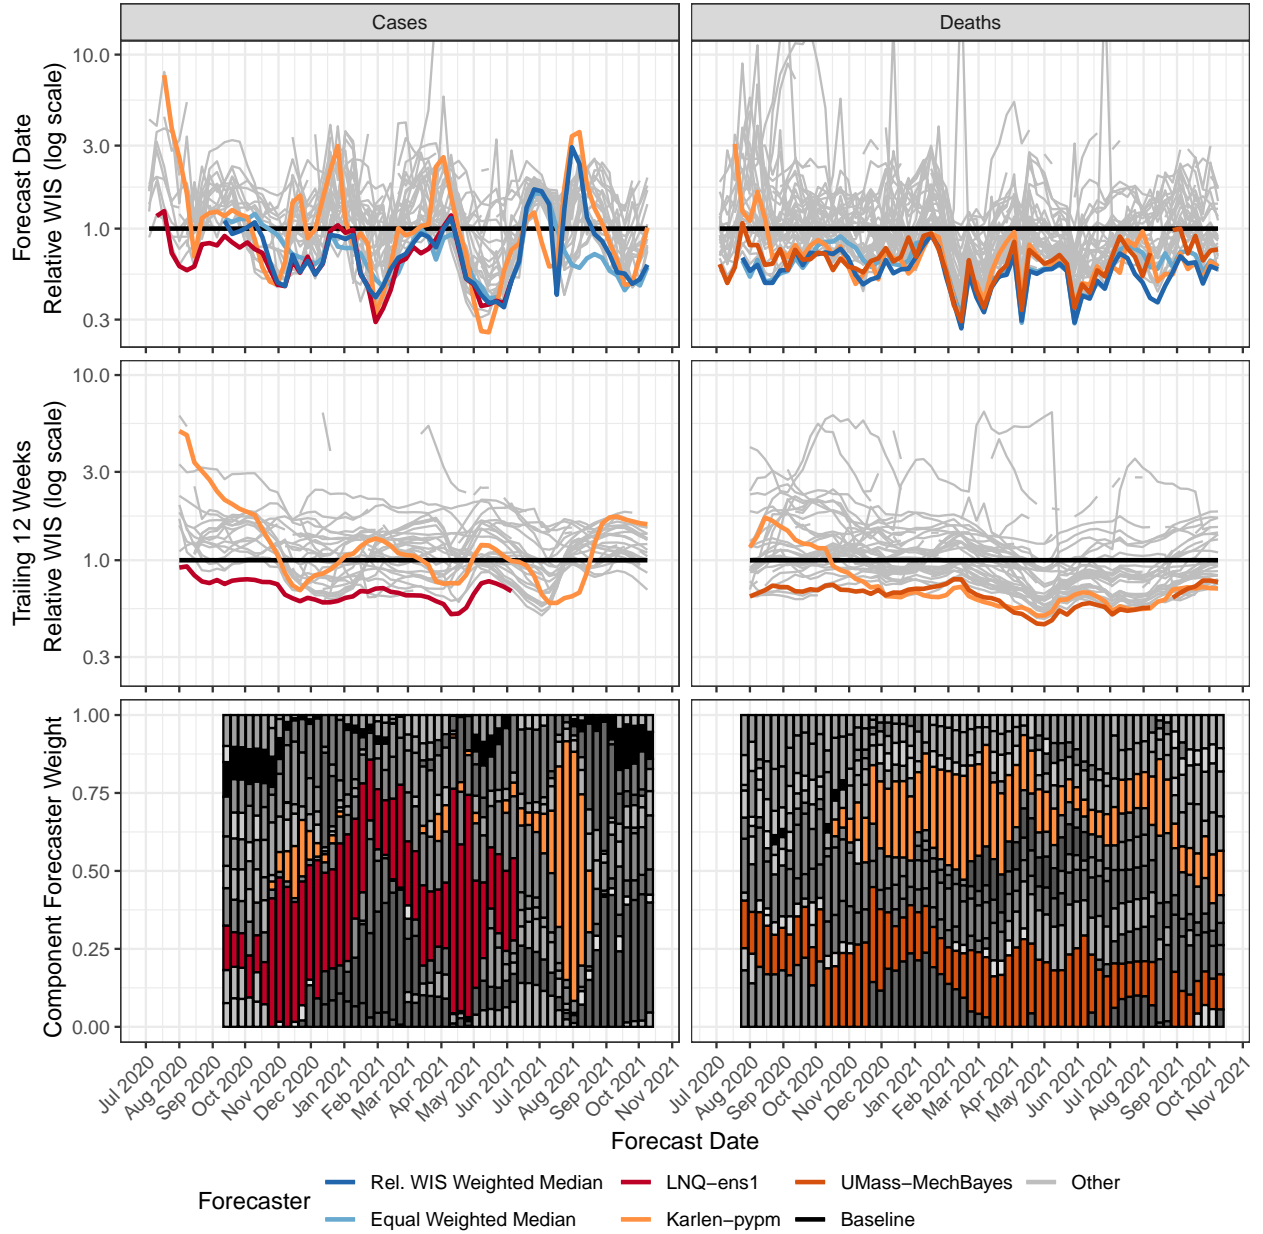 Cases
Deaths
Forecast Date
Relative WIS (log scale)
10.0
3.0
1.0
0.3
Trailing 12 Weeks
Relative WIS (log scale)
10.0
3.0
1.0
0.3
Component Forecaster Weight
1.00
0.75
0.50
0.25
0.00
Jul 2020
Aug 2020
Sep 2020
Oct 2020
Nov 2020
Dec 2020
Jan 2021
Feb 2021
Mar 2021
Apr 2021
May 2021
Jun 2021
Jul 2021
Aug 2021
Sep 2021
Oct 2021
Nov 2021
Jul 2020
Aug 2020
Sep 2020
Oct 2020
Nov 2020
Dec 2020
Jan 2021
Feb 2021
Mar 2021
Apr 2021
May 2021
Jun 2021
Jul 2021
Aug 2021
Sep 2021
Oct 2021
Nov 2021
Forecast Date
Forecaster
Rel. WIS Weighted Median
LNQ−ens1
UMass−MechBayes
Other
Equal Weighted Median
Karlen−pypm
Baseline